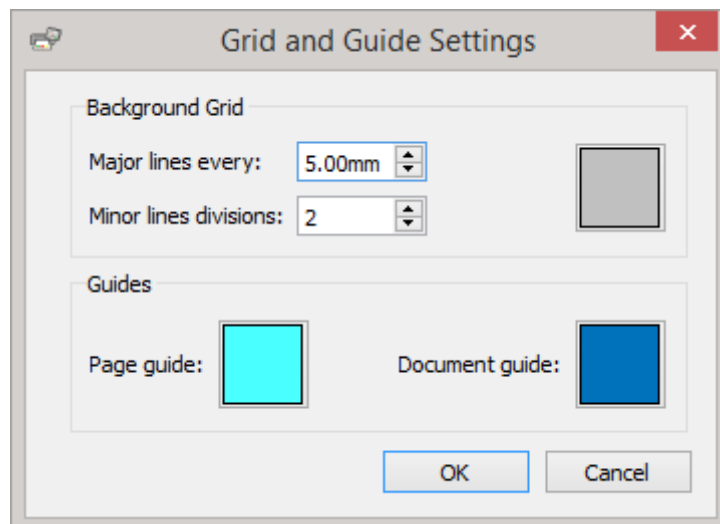 Grid and Guide Settings
Background Grid
Major lines every: 5.00mm
Minor lines divisions: 2
Guides
Page guide: Document guide:
OK Cancel